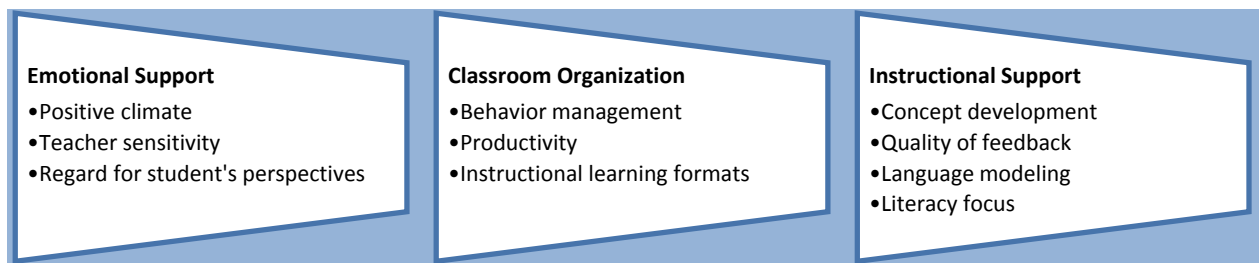 Emotional Support
•Positive climate
•Teacher sensitivity
•Regard for student's perspectives
Classroom Organization
•Behavior management
•Productivity
•Instructional learning formats
Instructional Support
•Concept development
•Quality of feedback
•Language modeling
•Literacy focus